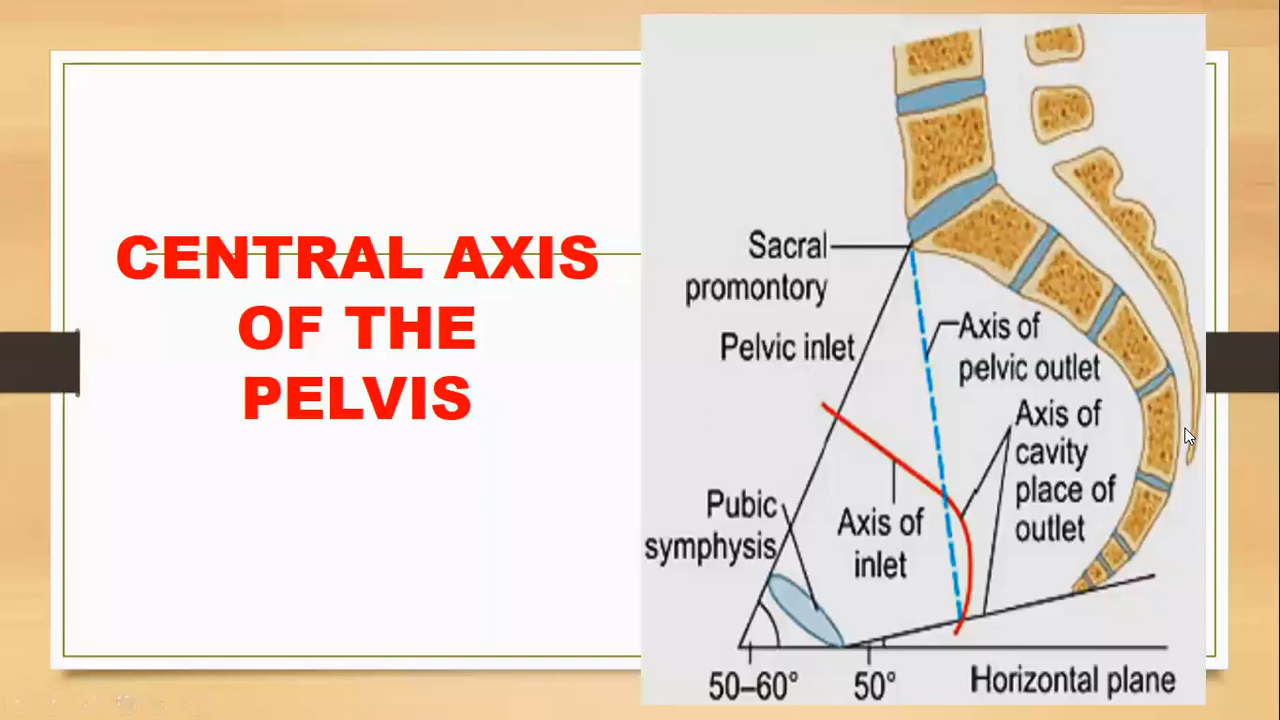 CENTRAL AXIS
OF THE
PELVIS
Sacral
promontory
Pelvic inlet
Axis of
pelvic outlet
Axis of
cavity
place of
outlet
Pubic
symphysis
Axis of
inlet
50–60°
50°
Horizontal plane